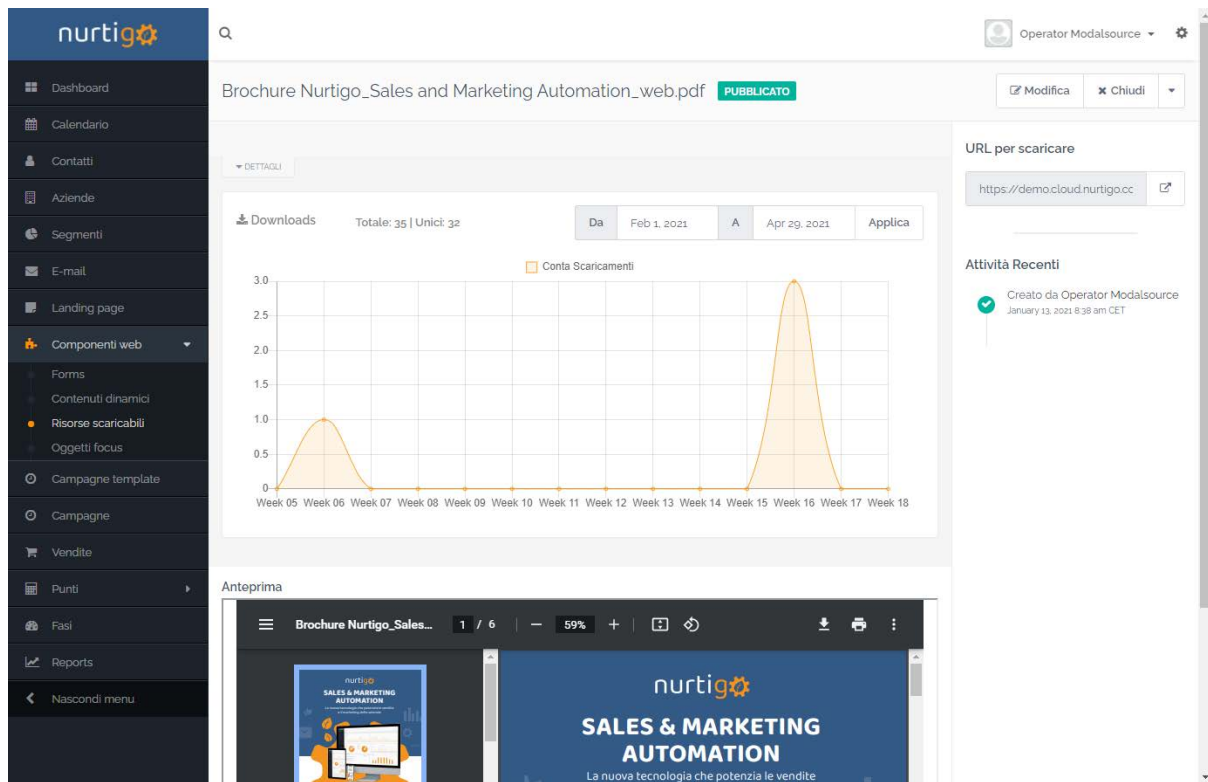 nurtigo
Operator Modalsource
Dashboard
Calendario
Contatti
Aziende
Segmenti
E-mail
Landing page
Componenti web
Forms
Contenuti dinamici
Risorse scaricabili
Oggetti focus
Campagne template
Campagne
Vendite
Punti
Fasi
Reports
Nascondi menu
Brochure Nurtigo_Sales and Marketing Automation_web.pdf PUBBLICATO
Modifica Chiudi
DETTAGLI
Downloads Totale: 35 | Unici: 32 Da Feb 1, 2021 A Apr 29, 2021 Applica
Conta Scaricamenti
3.0
2.5
2.0
1.5
1.0
0.5
0
Week 05 Week 06 Week 07 Week 08 Week 09 Week 10 Week 11 Week 12 Week 13 Week 14 Week 15 Week 16 Week 17 Week 18
URL per scaricare
https://demo.cloud.nurtigo.cc
Attività Recenti
Creato da Operator Modalsource
January 13, 2021 8:38 am CET
Anteprima
Brochure Nurtigo_Sales... 1 / 6 59%
nurtigo
SALES & MARKETING
AUTOMATION
La nuova tecnologia che potenzia le vendite
nurtigo
SALES & MARKETING
AUTOMATION
La nuova tecnologia che potenzia le vendite